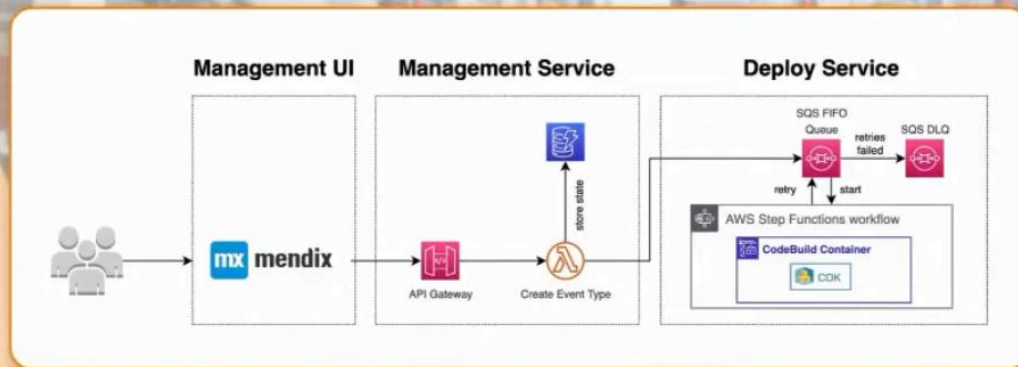 Management UI
Management Service
Deploy Service
SQS FIFO
Queue
retries
failed
SQS DLQ
store state
retry
start
AWS Step Functions workflow
CodeBuild Container
CDK
mx mendix
API Gateway
Create Event Type